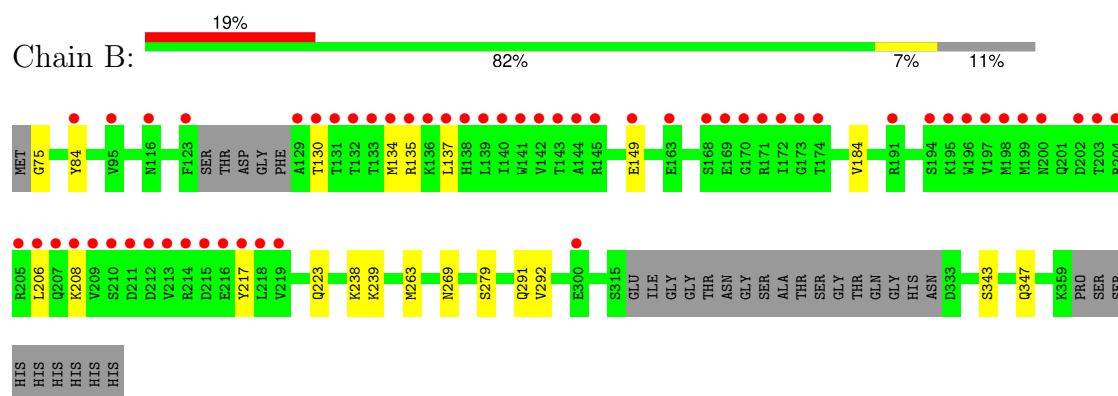 19%
Chain B:
82% 7% 11%
MET G75 Y84 V95 N116 F123 SER THR ASP GLY PHE A129 T130 T131 T132 T133 M134 R135 K136 L137 H138 L139 I140 W141 V142 T143 A144 R145 E149 E163 S168 E169 G170 R171 I172 G173 T174 V184 R191 S194 K195 W196 V197 M198 M199 N200 Q201 D202 T203
R205 L206 Q207 K208 V209 S210 D211 D212 V213 R214 D215 E216 Y217 L218 V219 Q223 K238 K239 M263 N269 S279 Q291 V292 E300 S315 GLU ILE GLY GLY THR ASN GLY SER ALA THR SER GLY THR GLN GLY HIS ASN D333 S343 Q347 K359 PRO SER SER
HIS HIS HIS HIS HIS HIS